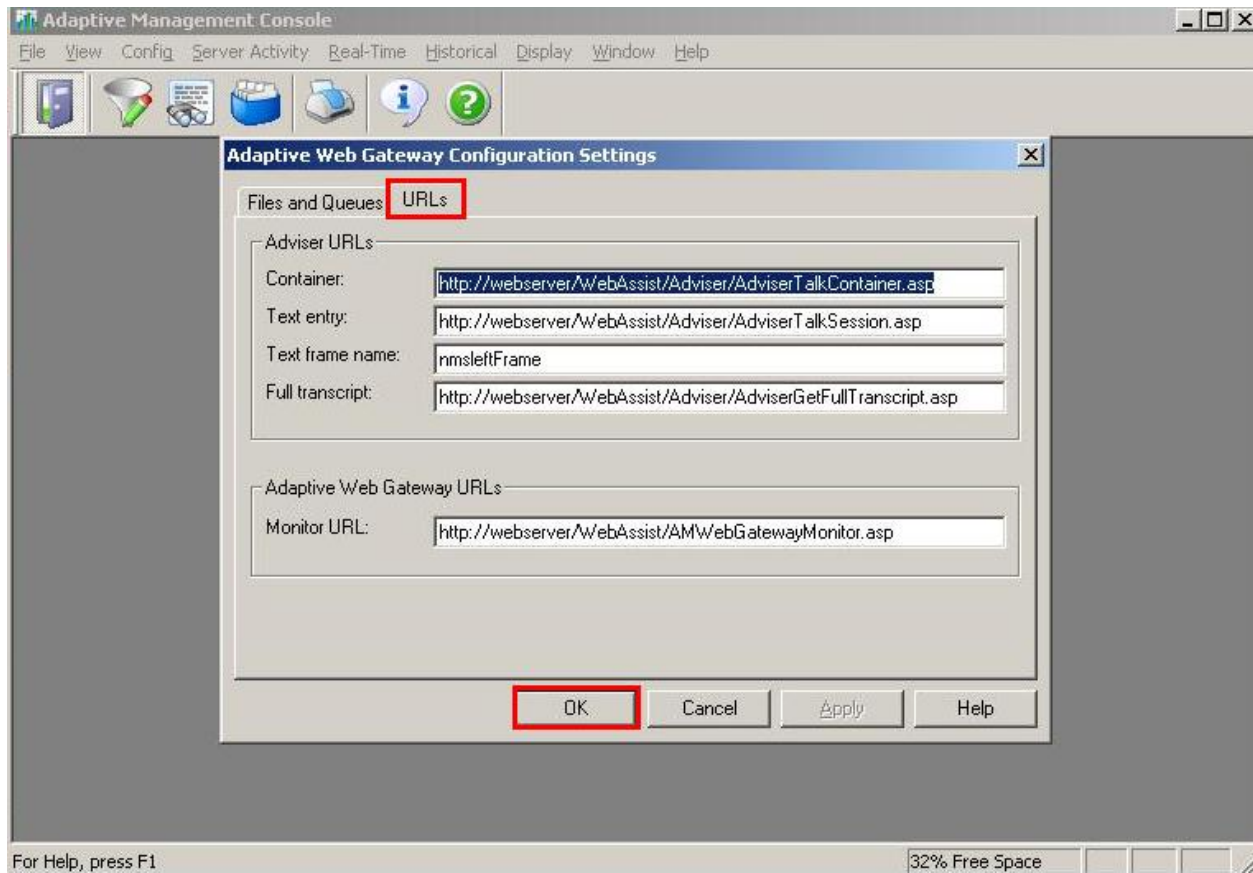 Adaptive Management Console
File View Config Server Activity Real-Time Historical Display Window Help
Adaptive Web Gateway Configuration Settings
Files and Queues URLs
Adviser URLs
Container: http://webserver/WebAssist/Adviser/AdviserTalkContainer.asp
Text entry: http://webserver/WebAssist/Adviser/AdviserTalkSession.asp
Text frame name: nmsleftFrame
Full transcript: http://webserver/WebAssist/Adviser/AdviserGetFullTranscript.asp
Adaptive Web Gateway URLs
Monitor URL: http://webserver/WebAssist/AMWebGatewayMonitor.asp
OK Cancel Apply Help
For Help, press F1 32% Free Space